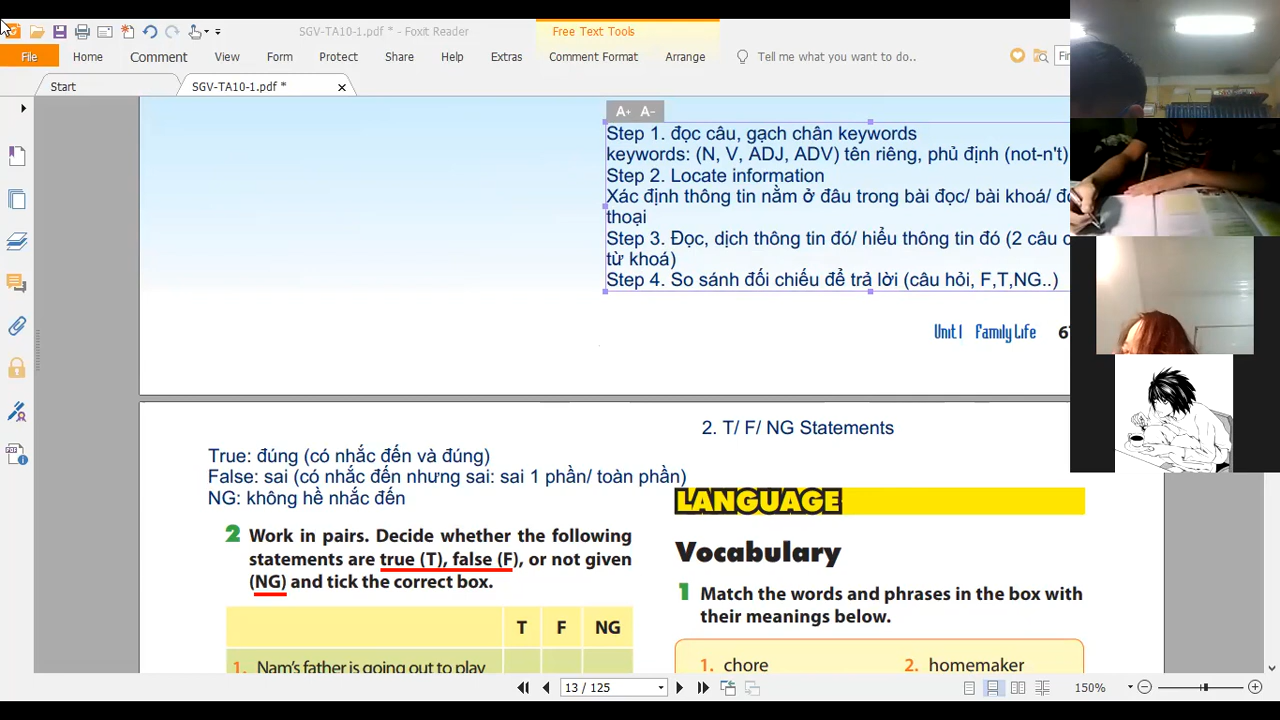 SGV-TA10-1.pdf * - Foxit Reader
Free Text Tools
File Home Comment View Form Protect Share Help Extras Comment Format Arrange Tell me what you want to do..
Start SGV-TA10-1.pdf *
A+ A-
Step 1. đọc câu, gạch chân keywords
keywords: (N, V, ADJ, ADV) tên riêng, phủ định (not-n't)
Step 2. Locate information
Xác định thông tin nằm ở đâu trong bài đọc/ bài khoá/
thoại
Step 3. Đọc, dịch thông tin đó/ hiểu thông tin đó (2 câu
từ khoá)
Step 4. So sánh đối chiếu để trả lời (câu hỏi, F,T,NG..)
Unit 1 Family Life
2. T/ F/ NG Statements
True: đúng (có nhắc đến và đúng)
False: sai (có nhắc đến nhưng sai: sai 1 phần/ toàn phần)
NG: không hề nhắc đến
2 Work in pairs. Decide whether the following
statements are true (T), false (F), or not given
(NG) and tick the correct box.
T F NG
1. Nam's father is going out to play
LANGUAGE
Vocabulary
1 Match the words and phrases in the box with
their meanings below.
1. chore 2. homemaker
13 / 125
150%